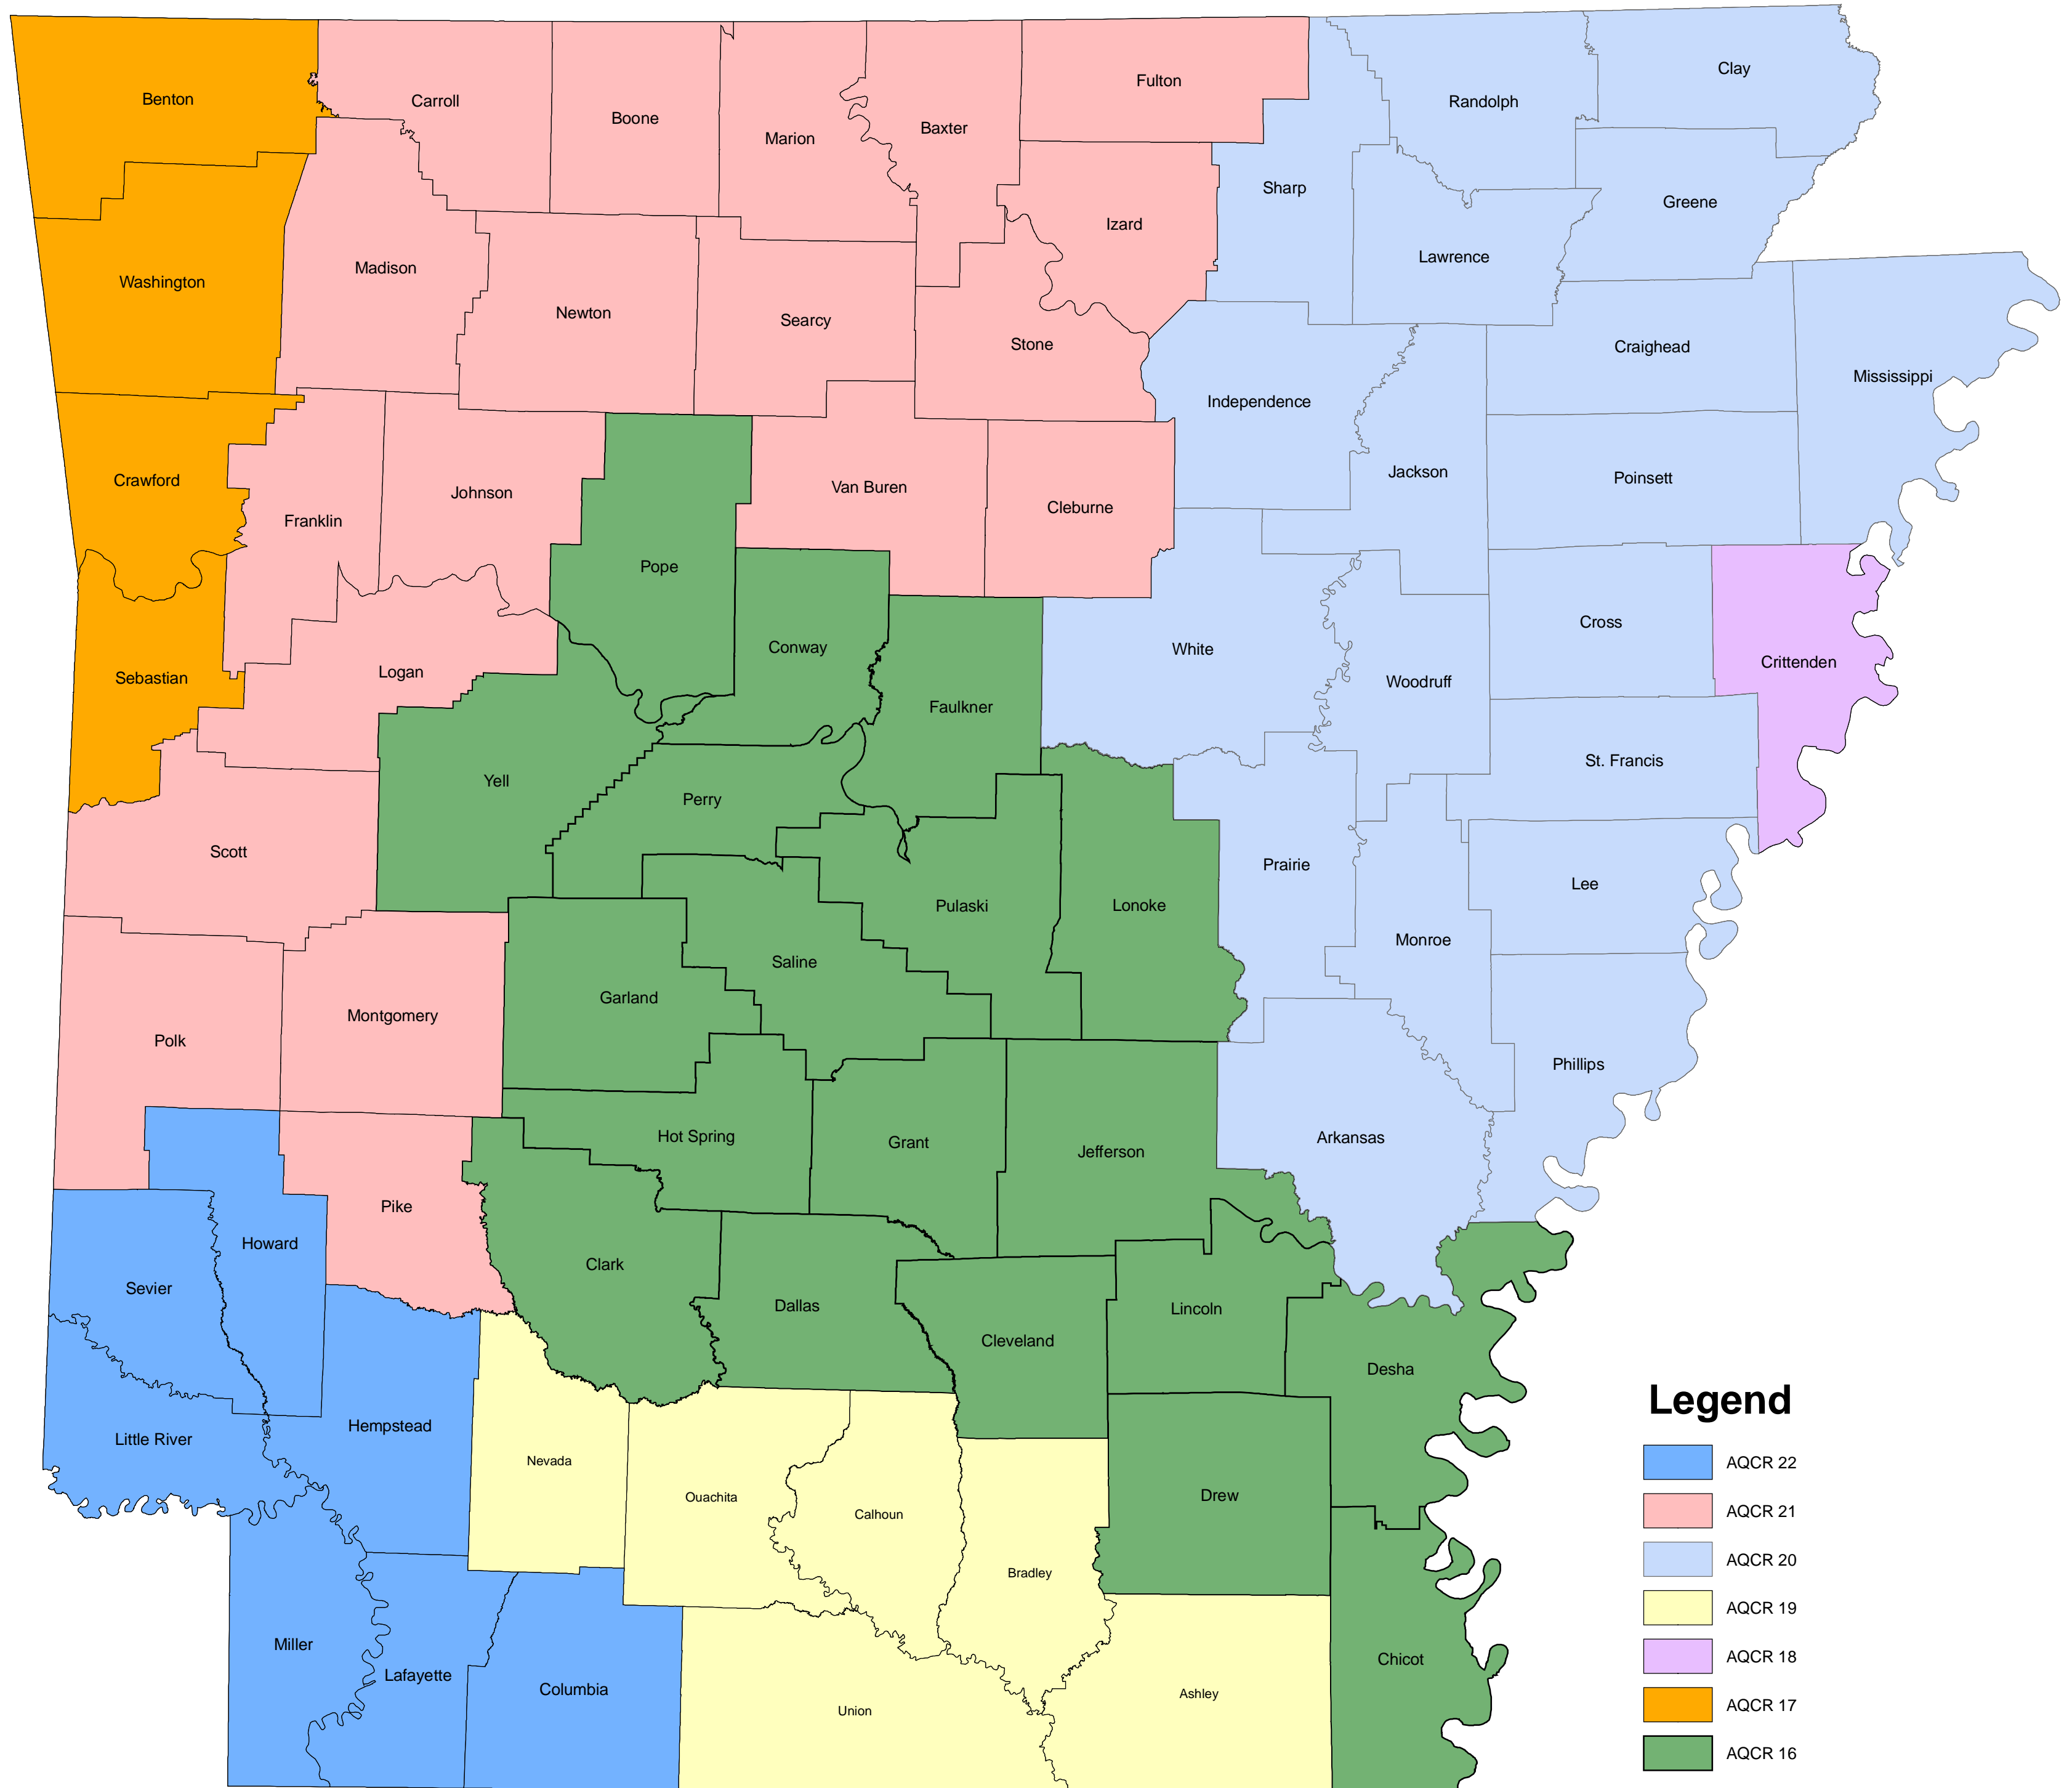 Clay
Fulton
Benton
Carroll
Randolph
Boone
Baxter
Marion
Sharp
Greene
Izard
Lawrence
Madison
Washington
Newton
Searcy
Stone
Craighead
Mississippi
Independence
Jackson
Poinsett
Crawford
Van Buren
Johnson
Cleburne
Franklin
Pope
Cross
Conway
White
Crittenden
Logan
Sebastian
Woodruff
Faulkner
St. Francis
Yell
Perry
Scott
Prairie
Lee
Pulaski
Lonoke
Monroe
Saline
Garland
Montgomery
Polk
Phillips
Hot Spring
Arkansas
Grant
Jefferson
Pike
Howard
Clark
Sevier
Dallas
Lincoln
Cleveland
Desha
Legend
Hempstead
Little River
Nevada
AQCR 22
Ouachita
Drew
AQCR 21
Calhoun
AQCR 20
Bradley
AQCR 19
Miller
Chicot
AQCR 18
Lafayette
Columbia
Ashley
AQCR 17
Union
AQCR 16